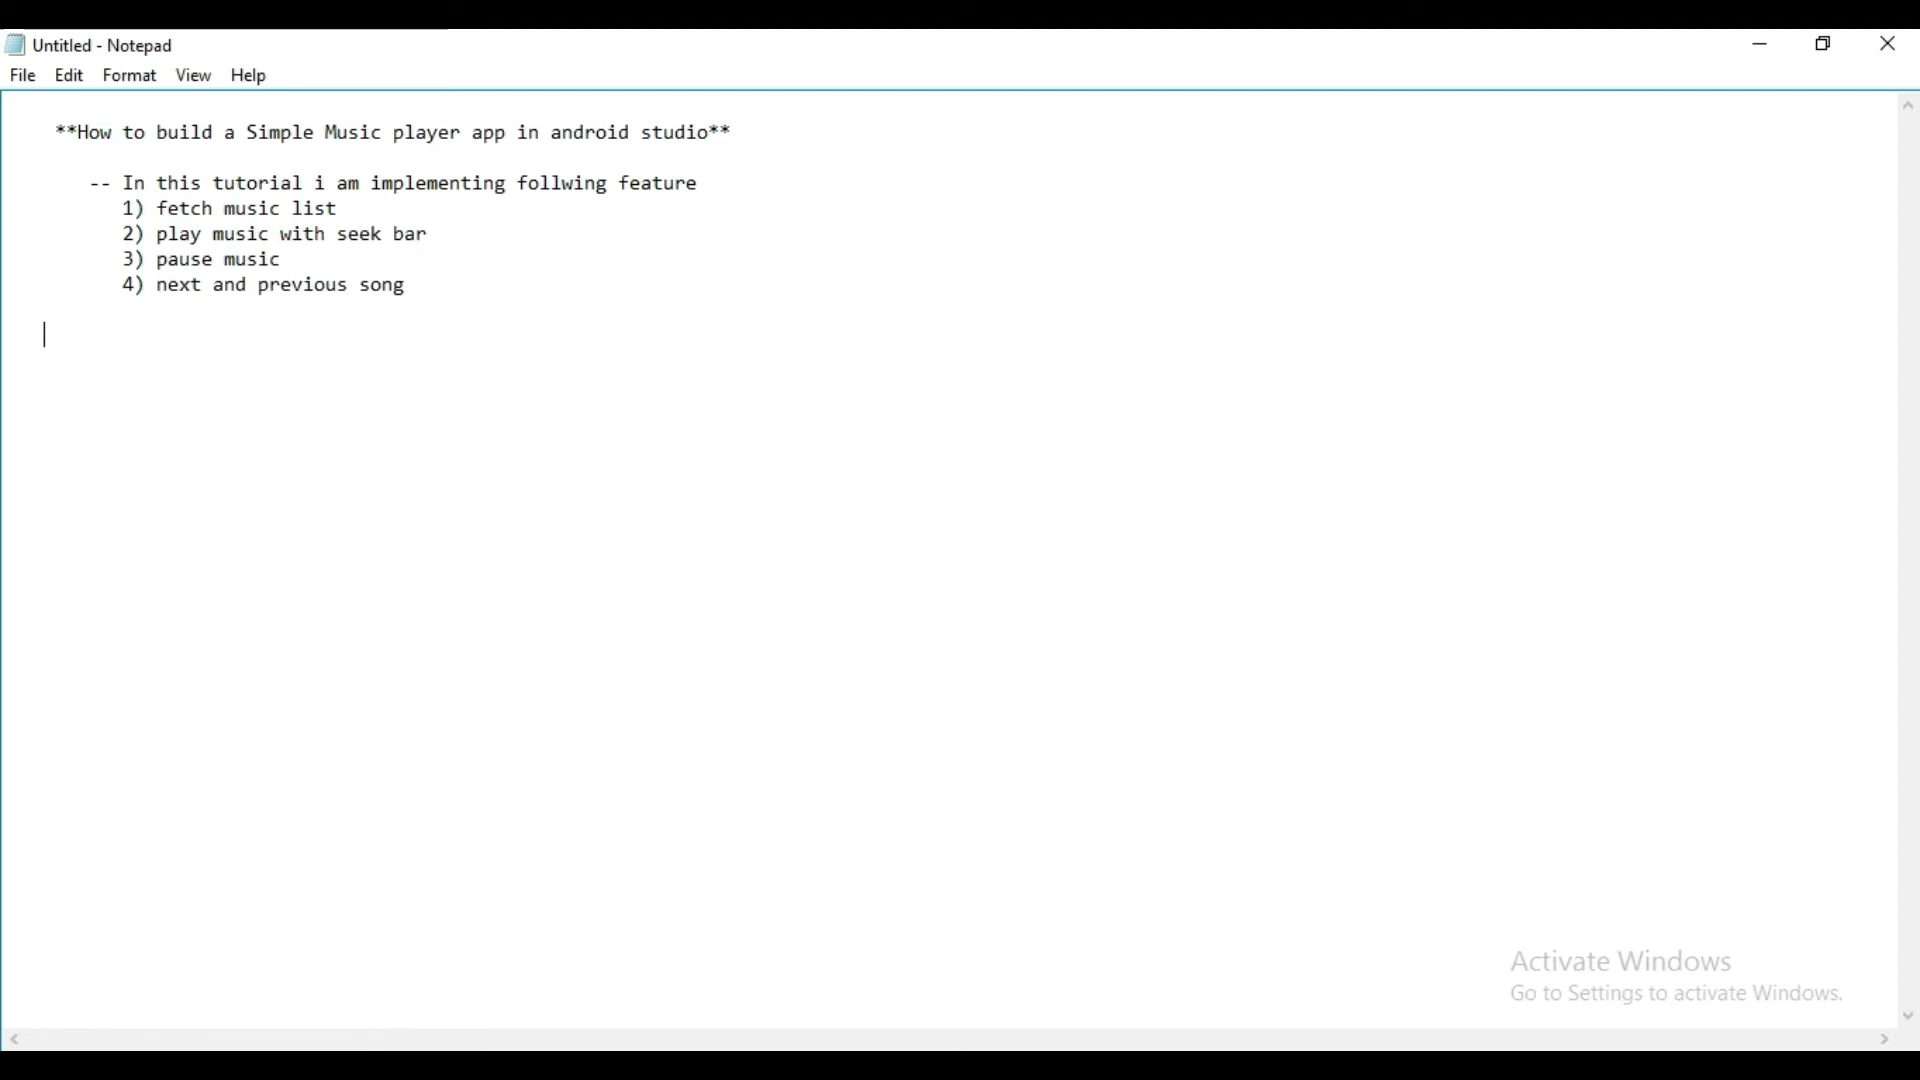 Untitled - Notepad
File Edit Format View Help
**How to build a Simple Music player app in android studio**
-- In this tutorial i am implementing follwing feature
1) fetch music list
2) play music with seek bar
3) pause music
4) next and previous song
Activate Windows
Go to Settings to activate Windows.